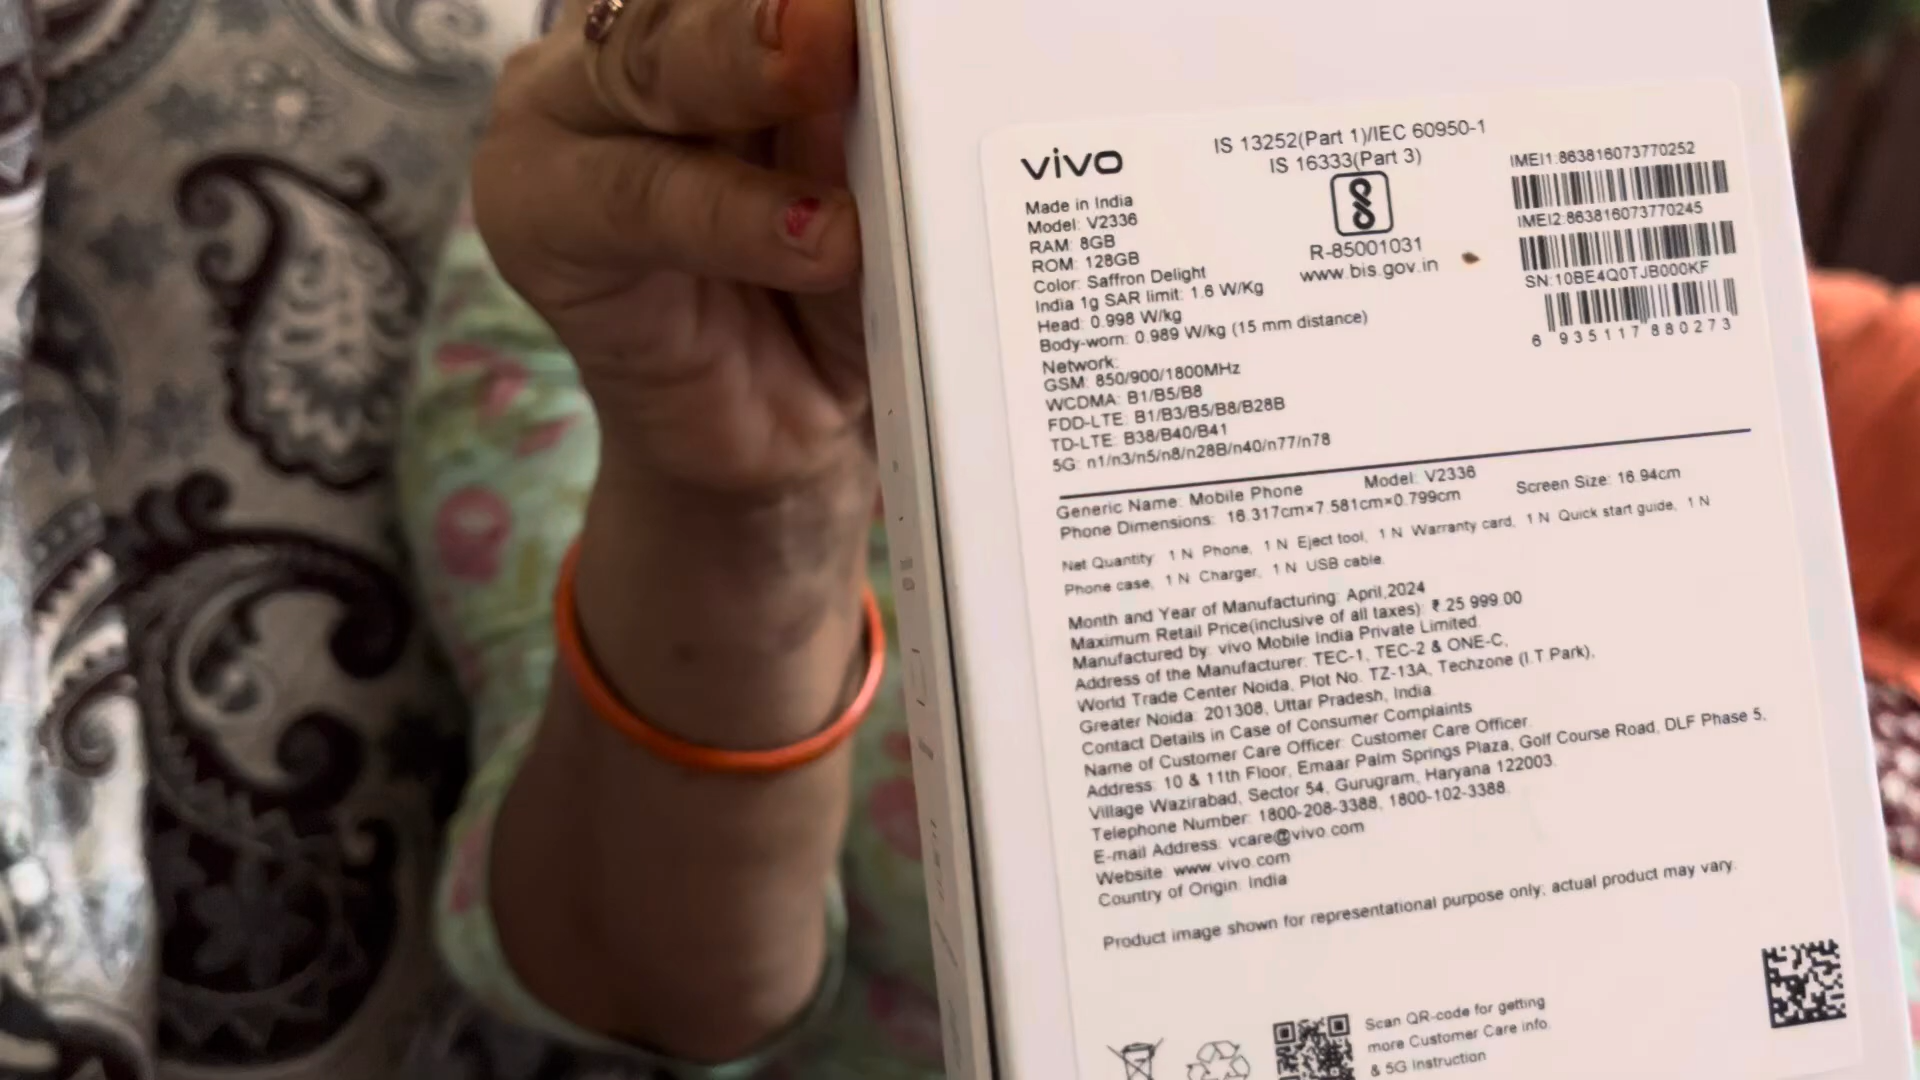 vivo
Made in India
Model: V2336
RAM: 8GB
ROM: 128GB
Color: Saffron Delight
India 1g SAR limit: 1.6 W/Kg
Head: 0.998 W/kg
Body-worn: 0.989 W/kg (15 mm distance)
Network:
GSM: 850/900/1800MHz
WCDMA: B1/B5/B8
FDD-LTE: B1/B3/B5/B8/B28B
TD-LTE: B38/B40/B41
5G: n1/n3/n5/n8/n28B/n40/n77/n78
IS 13252(Part 1)/IEC 60950-1
IS 16333(Part 3)
R-85001031
www.bis.gov.in
IMEI1:863816073770252
IMEI2:863816073770245
SN:10BE4Q0TJB000KF
6 935117 880273
Generic Name: Mobile Phone Model: V2336 Screen Size: 16.94cm
Phone Dimensions: 16.317cm×7.581cm×0.799cm
Net Quantity: 1 N Phone, 1 N Eject tool, 1 N Warranty card, 1 N Quick start guide, 1 N
Phone case, 1 N Charger, 1 N USB cable.
Month and Year of Manufacturing: April,2024
Maximum Retail Price(inclusive of all taxes): ₹ 25 999.00
Manufactured by: vivo Mobile India Private Limited.
Address of the Manufacturer: TEC-1, TEC-2 & ONE-C,
World Trade Center Noida, Plot No. TZ-13A, Techzone (I.T.Park),
Greater Noida: 201308, Uttar Pradesh, India.
Contact Details in Case of Consumer Complaints
Name of Customer Care Officer: Customer Care Officer.
Address: 10 & 11th Floor, Emaar Palm Springs Plaza, Golf Course Road, DLF Phase 5,
Village Wazirabad, Sector 54, Gurugram, Haryana 122003.
Telephone Number: 1800-208-3388, 1800-102-3388.
E-mail Address: vcare@vivo.com
Website: www.vivo.com
Country of Origin: India
Product image shown for representational purpose only; actual product may vary.
Scan QR-code for getting
more Customer Care info.
& 5G Instruction